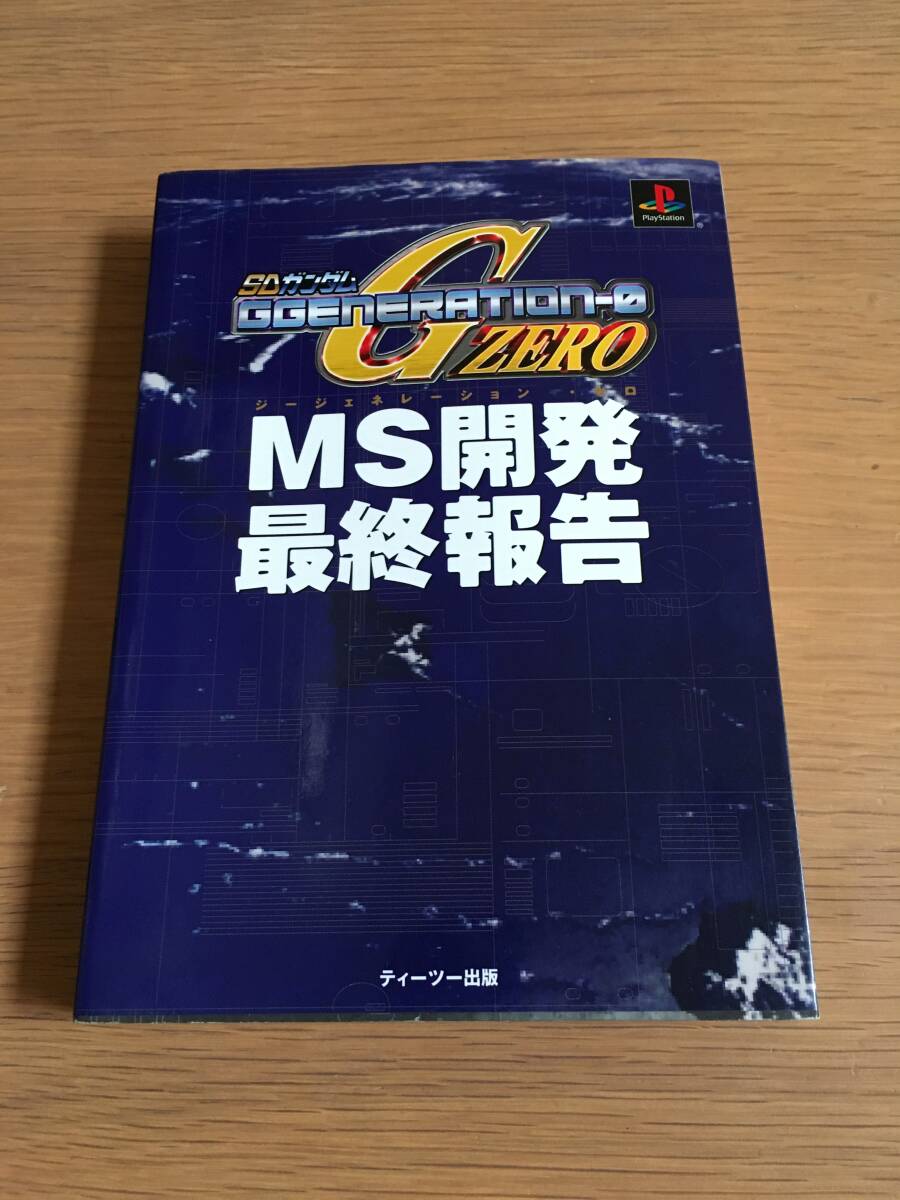 PlayStation
®
SDガンダム
GGENERATION-0
G ZERO
ジージェネレーション・ゼロ
MS開発
最終報告
ティーツー出版